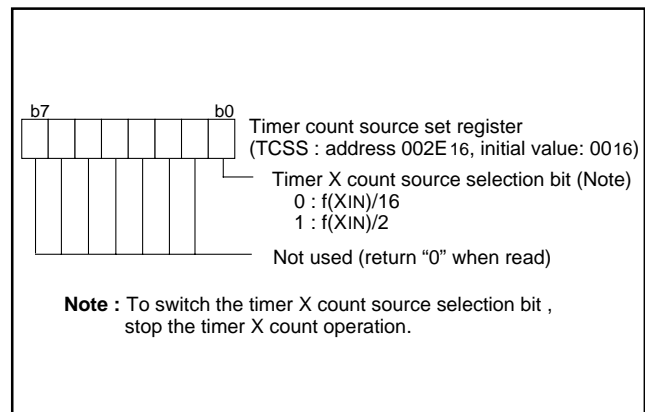 b7 b0
Timer count source set register
(TCSS : address 002E16, initial value: 0016)
Timer X count source selection bit (Note)
0 : f(XIN)/16
1 : f(XIN)/2
Not used (return “0” when read)
Note : To switch the timer X count source selection bit ,
stop the timer X count operation.